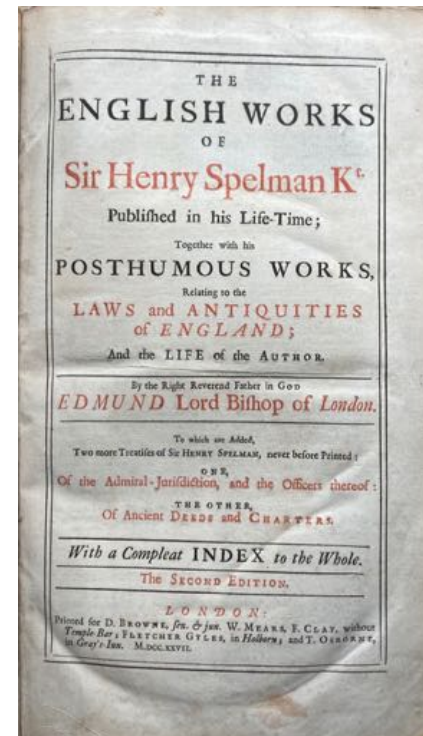 THE
ENGLISH WORKS
OF
Sir Henry Spelman Kt.
Publiſhed in his Life-Time;
Together with his
POSTHUMOUS WORKS,
Relating to the
LAWS and ANTIQUITIES
of ENGLAND;
And the LIFE of the AUTHOR.
By the Right Reverend Father in GOD
EDMUND Lord Biſhop of London.
To which are Added,
Two more Treatiſes of Sir HENRY SPELMAN, never before Printed:
ONE,
Of the Admiral-Juriſdiction, and the Officers thereof:
THE OTHER,
Of Ancient DEEDS and CHARTERS.
With a Compleat INDEX to the Whole.
The SECOND EDITION.
LONDON:
Printed for D. BROWNE, ſen. & jun. W. MEARS, F. CLAY, without
Temple-Bar; FLETCHER GYLES, in Holborn; and T. OSBORNE,
in Gray's-Inn. M.DCC.XXVII.